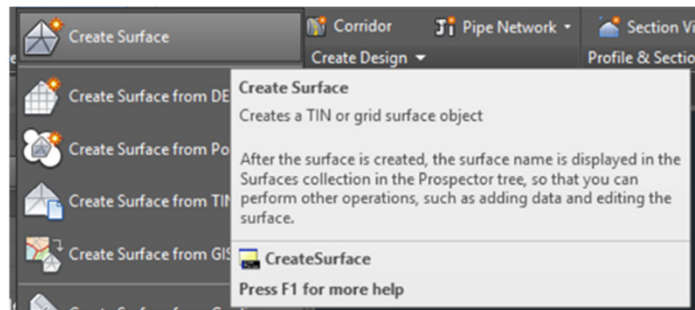 Create Surface
Corridor
Pipe Network
Section Vi
Create Design
Profile & Sectio
Create Surface from DE
Create Surface from Po
Create Surface from TIN
Create Surface from GIS
Create Surface
Creates a TIN or grid surface object
After the surface is created, the surface name is displayed in the
Surfaces collection in the Prospector tree, so that you can
perform other operations, such as adding data and editing the
surface.
CreateSurface
Press F1 for more help